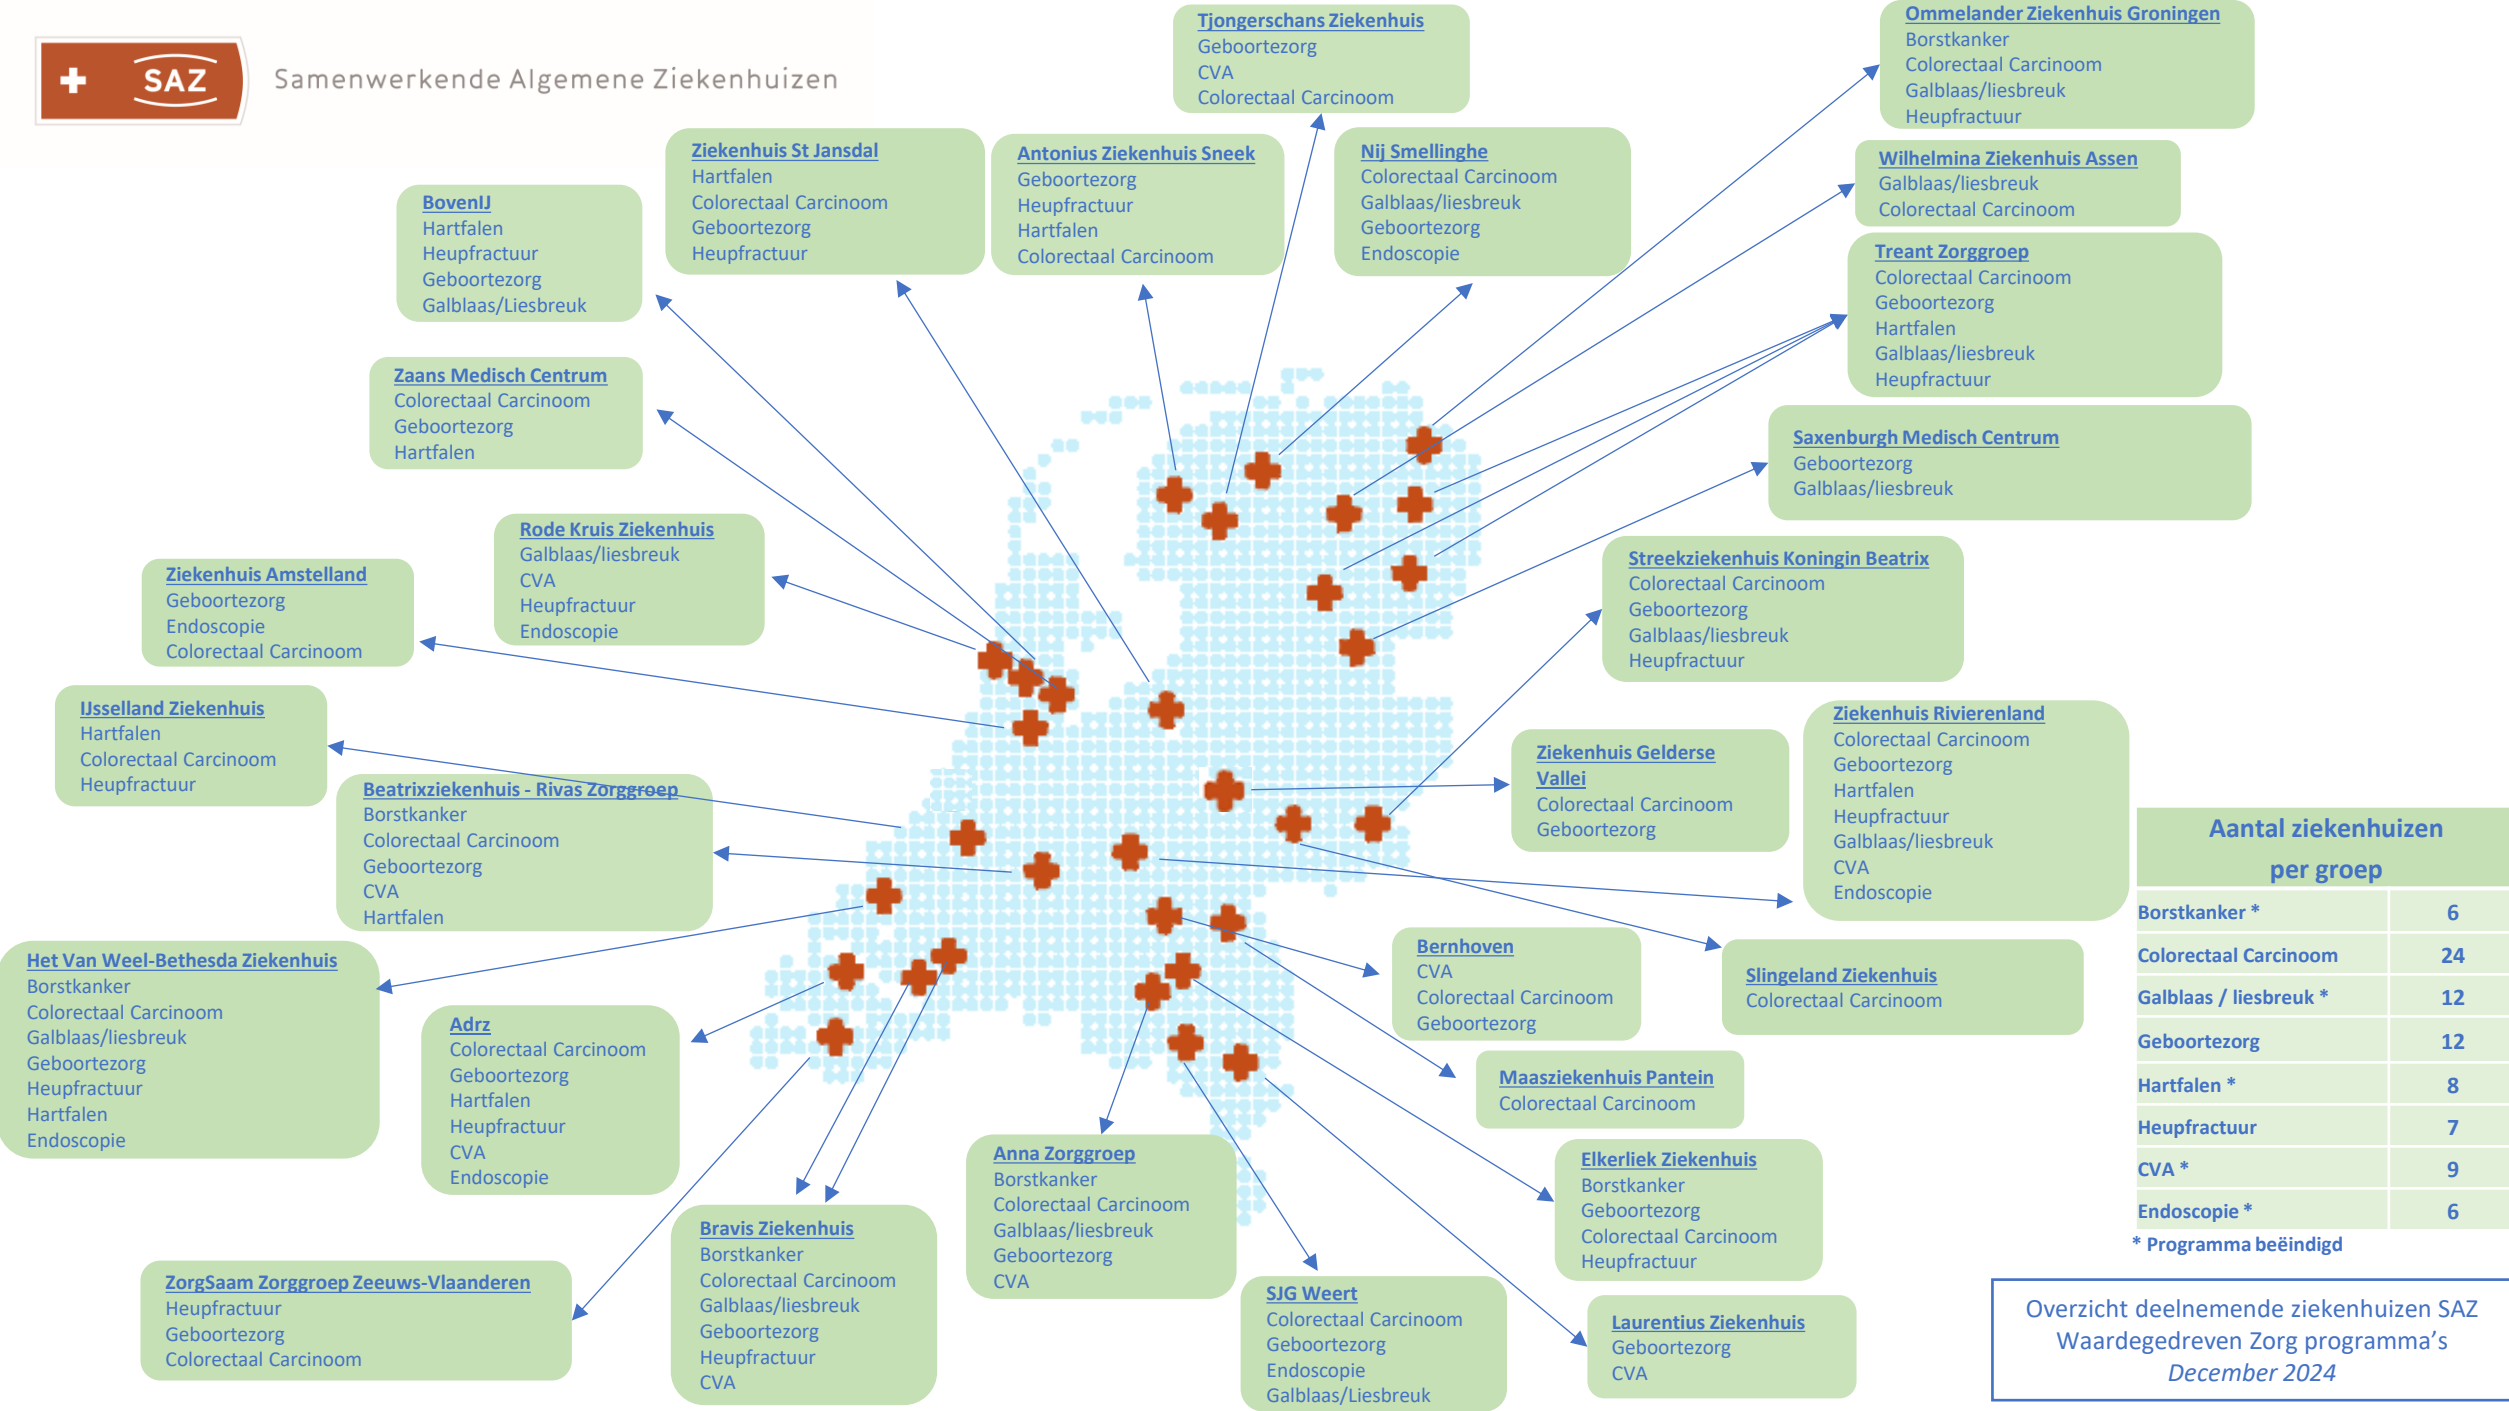 SAZ
Samenwerkende Algemene Ziekenhuizen
Tjongerschans Ziekenhuis
Geboortezorg
CVA
Colorectaal Carcinoom
Ommelander Ziekenhuis Groningen
Borstkanker
Colorectaal Carcinoom
Galblaas/liesbreuk
Heupfractuur
Ziekenhuis St Jansdal
Hartfalen
Colorectaal Carcinoom
Geboortezorg
Heupfractuur
Antonius Ziekenhuis Sneek
Geboortezorg
Heupfractuur
Hartfalen
Colorectaal Carcinoom
Nij Smellinghe
Colorectaal Carcinoom
Galblaas/liesbreuk
Geboortezorg
Endoscopie
Wilhelmina Ziekenhuis Assen
Galblaas/liesbreuk
Colorectaal Carcinoom
BovenIJ
Hartfalen
Heupfractuur
Geboortezorg
Galblaas/Liesbreuk
Treant Zorggroep
Colorectaal Carcinoom
Geboortezorg
Hartfalen
Galblaas/liesbreuk
Heupfractuur
Zaans Medisch Centrum
Colorectaal Carcinoom
Geboortezorg
Hartfalen
Saxenburgh Medisch Centrum
Geboortezorg
Galblaas/liesbreuk
Rode Kruis Ziekenhuis
Galblaas/liesbreuk
CVA
Heupfractuur
Endoscopie
Ziekenhuis Amstelland
Geboortezorg
Endoscopie
Colorectaal Carcinoom
Streekziekenhuis Koningin Beatrix
Colorectaal Carcinoom
Geboortezorg
Galblaas/liesbreuk
Heupfractuur
IJsselland Ziekenhuis
Hartfalen
Colorectaal Carcinoom
Heupfractuur
Ziekenhuis Gelderse
Vallei
Colorectaal Carcinoom
Geboortezorg
Ziekenhuis Rivierenland
Colorectaal Carcinoom
Geboortezorg
Hartfalen
Heupfractuur
Galblaas/liesbreuk
CVA
Endoscopie
Beatrixziekenhuis - Rivas Zorggroep
Borstkanker
Colorectaal Carcinoom
Geboortezorg
CVA
Hartfalen
Het Van Weel-Bethesda Ziekenhuis
Borstkanker
Colorectaal Carcinoom
Galblaas/liesbreuk
Geboortezorg
Heupfractuur
Hartfalen
Endoscopie
Bernhoven
CVA
Colorectaal Carcinoom
Geboortezorg
Slingeland Ziekenhuis
Colorectaal Carcinoom
Adrz
Colorectaal Carcinoom
Geboortezorg
Hartfalen
Heupfractuur
CVA
Endoscopie
Maasziekenhuis Pantein
Colorectaal Carcinoom
Anna Zorggroep
Borstkanker
Colorectaal Carcinoom
Galblaas/liesbreuk
Geboortezorg
CVA
Elkerliek Ziekenhuis
Borstkanker
Geboortezorg
Colorectaal Carcinoom
Heupfractuur
Bravis Ziekenhuis
Borstkanker
Colorectaal Carcinoom
Galblaas/liesbreuk
Geboortezorg
Heupfractuur
CVA
ZorgSaam Zorggroep Zeeuws-Vlaanderen
Heupfractuur
Geboortezorg
Colorectaal Carcinoom
SJG Weert
Colorectaal Carcinoom
Geboortezorg
Endoscopie
Galblaas/Liesbreuk
Laurentius Ziekenhuis
Geboortezorg
CVA
Aantal ziekenhuizen
per groep
Borstkanker * 6
Colorectaal Carcinoom 24
Galblaas / liesbreuk * 12
Geboortezorg 12
Hartfalen * 8
Heupfractuur 7
CVA * 9
Endoscopie * 6
* Programma beëindigd
Overzicht deelnemende ziekenhuizen SAZ
Waardegedreven Zorg programma’s
December 2024